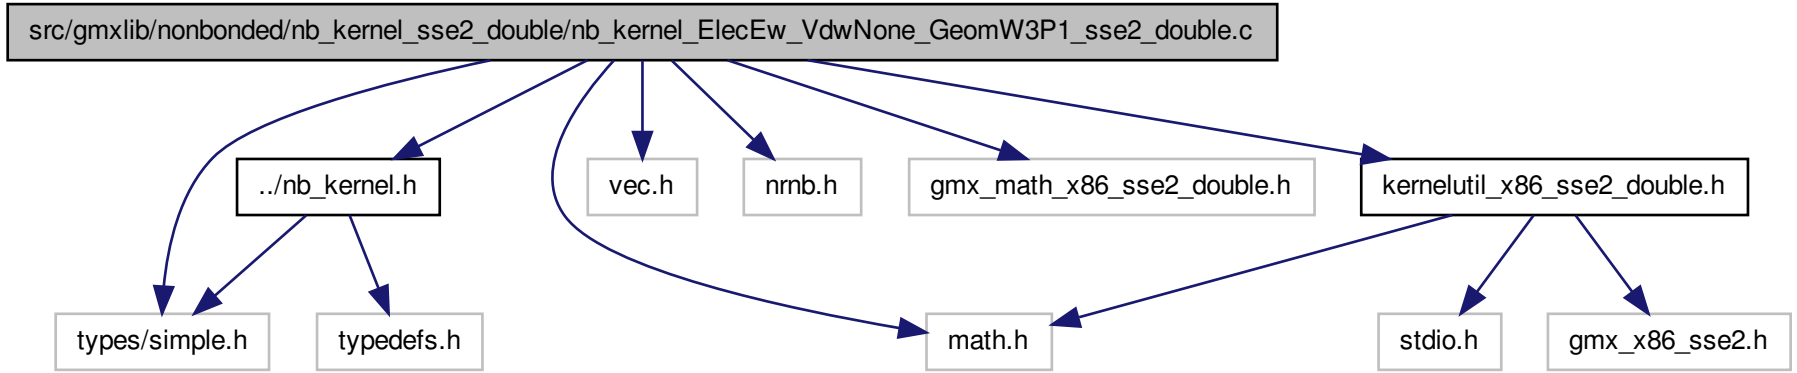 src/gmxlib/nonbonded/nb_kernel_sse2_double/nb_kernel_ElecEw_VdwNone_GeomW3P1_sse2_double.c
../nb_kernel.h
vec.h
nrnb.h
gmx_math_x86_sse2_double.h
kernelutil_x86_sse2_double.h
types/simple.h
typedefs.h
math.h
stdio.h
gmx_x86_sse2.h